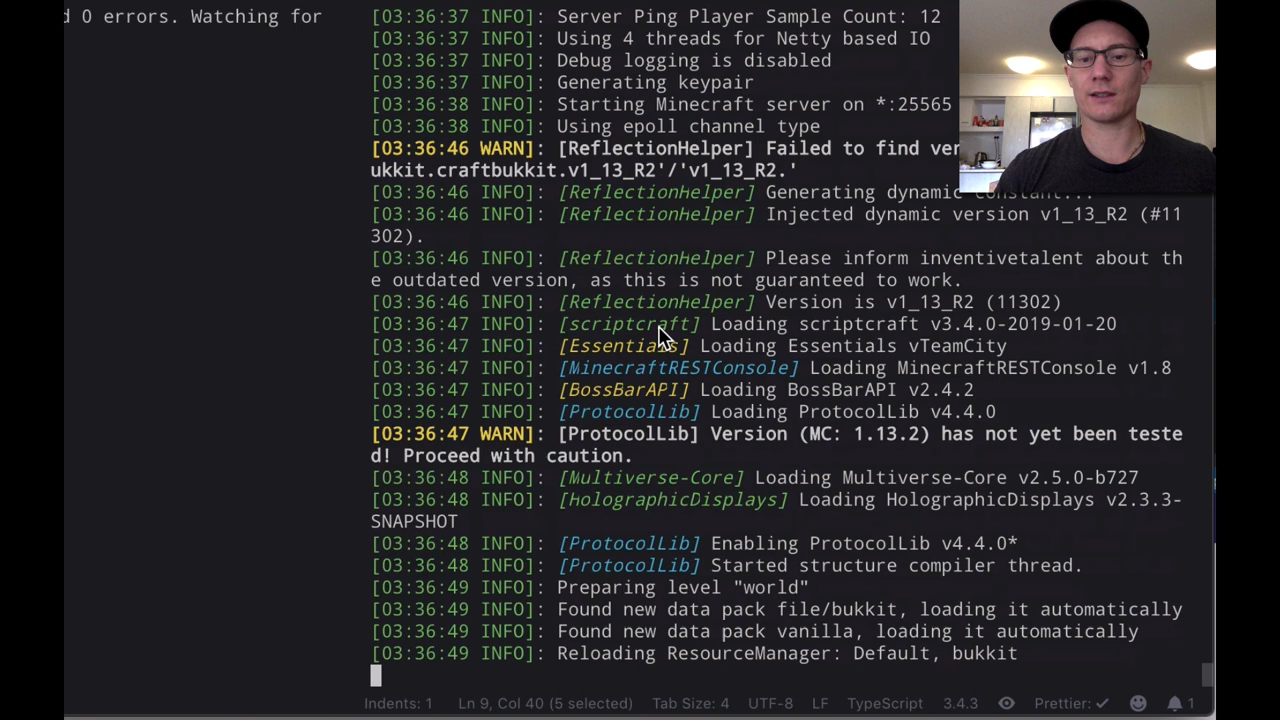 d 0 errors. Watching for
[03:36:37 INFO]: Server Ping Player Sample Count: 12
[03:36:37 INFO]: Using 4 threads for Netty based IO
[03:36:37 INFO]: Debug logging is disabled
[03:36:37 INFO]: Generating keypair
[03:36:38 INFO]: Starting Minecraft server on *:25565
[03:36:38 INFO]: Using epoll channel type
[03:36:46 WARN]: [ReflectionHelper] Failed to find ver
ukkit.craftbukkit.v1_13_R2'/'v1_13_R2.'
[03:36:46 INFO]: [ReflectionHelper] Generating dynamic constant...
[03:36:46 INFO]: [ReflectionHelper] Injected dynamic version v1_13_R2 (#11
302).
[03:36:46 INFO]: [ReflectionHelper] Please inform inventivetalent about th
e outdated version, as this is not guaranteed to work.
[03:36:46 INFO]: [ReflectionHelper] Version is v1_13_R2 (11302)
[03:36:47 INFO]: [scriptcraft] Loading scriptcraft v3.4.0-2019-01-20
[03:36:47 INFO]: [Essentials] Loading Essentials vTeamCity
[03:36:47 INFO]: [MinecraftRESTConsole] Loading MinecraftRESTConsole v1.8
[03:36:47 INFO]: [BossBarAPI] Loading BossBarAPI v2.4.2
[03:36:47 INFO]: [ProtocolLib] Loading ProtocolLib v4.4.0
[03:36:47 WARN]: [ProtocolLib] Version (MC: 1.13.2) has not yet been teste
d! Proceed with caution.
[03:36:48 INFO]: [Multiverse-Core] Loading Multiverse-Core v2.5.0-b727
[03:36:48 INFO]: [HolographicDisplays] Loading HolographicDisplays v2.3.3-
SNAPSHOT
[03:36:48 INFO]: [ProtocolLib] Enabling ProtocolLib v4.4.0*
[03:36:48 INFO]: [ProtocolLib] Started structure compiler thread.
[03:36:49 INFO]: Preparing level "world"
[03:36:49 INFO]: Found new data pack file/bukkit, loading it automatically
[03:36:49 INFO]: Found new data pack vanilla, loading it automatically
[03:36:49 INFO]: Reloading ResourceManager: Default, bukkit
Indents: 1 Ln 9, Col 40 (5 selected) Tab Size: 4 UTF-8 LF TypeScript 3.4.3 Prettier: ✓ 1